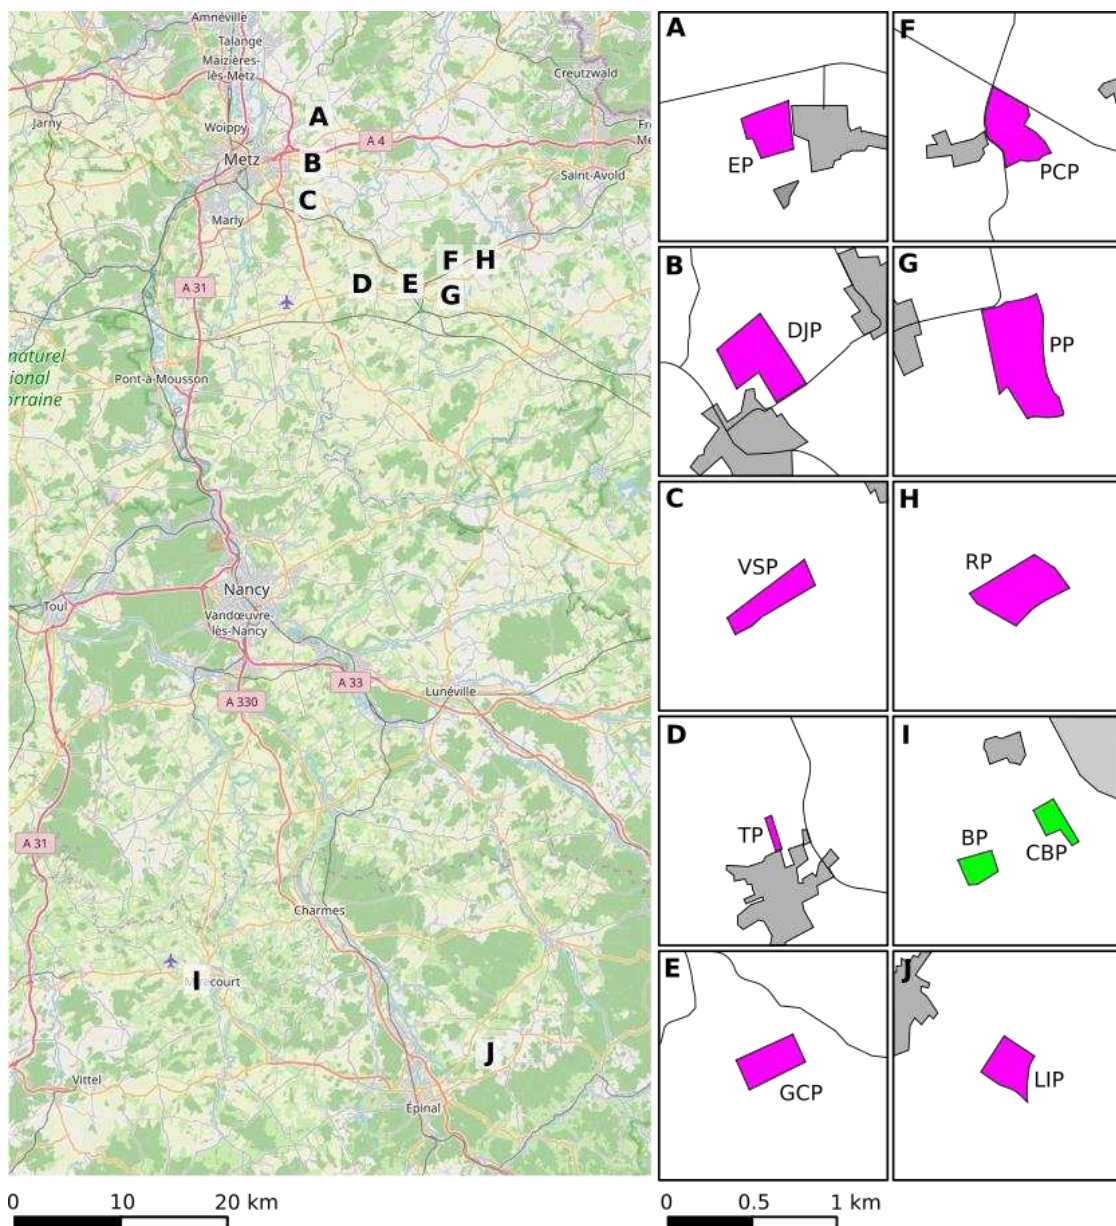 Amnéville
Talange
Maizières-
lès-Metz
Creutzwald
A
Jarny
Woippy
A 4
Metz
B
Saint-Avold
C
Marly
F
H
D
E
G
A 31
naturel
ional
orraine
Pont-à-Mousson
Nancy
Toul
Vandœuvre-
lès-Nancy
A 33
A 330
Lunéville
A 31
Charmes
I
ecourt
J
Vittel
Épinal
0 10 20 km
A
EP
F
PCP
B
DJP
G
PP
C
VSP
H
RP
D
TP
I
BP
CBP
E
GCP
J
LIP
0 0.5 1 km